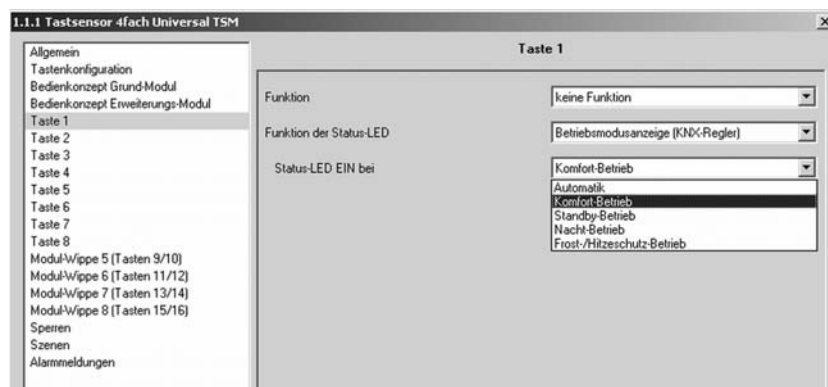 1.1.1 Tastsensor 4fach Universal TSM
Allgemein
Tastenkonfiguration
Bedienkonzept Grund-Modul
Bedienkonzept Erweiterungs-Modul
Taste 1
Taste 2
Taste 3
Taste 4
Taste 5
Taste 6
Taste 7
Taste 8
Modul-Wippe 5 (Tasten 9/10)
Modul-Wippe 6 (Tasten 11/12)
Modul-Wippe 7 (Tasten 13/14)
Modul-Wippe 8 (Tasten 15/16)
Sperren
Szenen
Alarmmeldungen
Taste 1
Funktion
keine Funktion
Funktion der Status-LED
Betriebsmodusanzeige (KNX-Regler)
Status-LED EIN bei
Komfort-Betrieb
Automatik
Komfort-Betrieb
Standby-Betrieb
Nacht-Betrieb
Frost-/Hitzeschutz-Betrieb